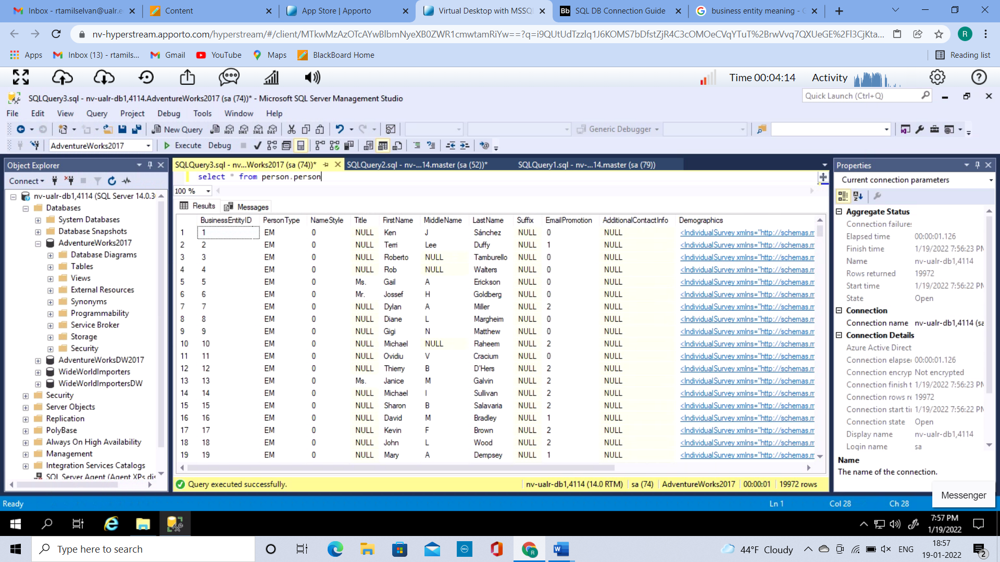 Inbox - rtamilselvan@ualr.e
Content
App Store | Apporto
Virtual Desktop with MSSQL
SQL DB Connection Guide
business entity meaning -
nv-hyperstream.apporto.com/hyperstream/#/client/
Apps
Inbox (13) - rtamils...
Gmail
YouTube
Maps
BlackBoard Home
Reading list
Time 00:04:14
Activity
SQLQuery3.sql - nv-ualr-db1,4114.AdventureWorks2017 (sa (74))* - Microsoft SQL Server Management Studio
Quick Launch (Ctrl+Q)
File Edit View Query Project Debug Tools Window Help
New Query
Generic Debugger
AdventureWorks2017
Execute
Debug
Object Explorer
Connect
nv-ualr-db1,4114 (SQL Server 14.0.3
Databases
System Databases
Database Snapshots
AdventureWorks2017
Database Diagrams
Tables
Views
External Resources
Synonyms
Programmability
Service Broker
Storage
Security
AdventureWorksDW2017
WideWorldImporters
WideWorldImportersDW
Security
Server Objects
Replication
PolyBase
Always On High Availability
Management
Integration Services Catalogs
SQL Server Agent (Agent XPs dis
SQLQuery3.sql - nv...Works2017 (sa (74))*
SQLQuery2.sql - nv-...14.master (sa (52))*
SQLQuery1.sql - nv-...14.master (sa (79))
select * from person.person
100 %
Results
Messages
BusinessEntityID PersonType NameStyle Title FirstName MiddleName LastName Suffix EmailPromotion AdditionalContactInfo Demographics
1 1 EM 0 NULL Ken J Sánchez NULL 0 NULL <IndividualSurvey xmlns="http://schemas.m
2 2 EM 0 NULL Terri Lee Duffy NULL 1 NULL <IndividualSurvey xmlns="http://schemas.m
3 3 EM 0 NULL Roberto NULL Tamburello NULL 0 NULL <IndividualSurvey xmlns="http://schemas.m
4 4 EM 0 NULL Rob NULL Walters NULL 0 NULL <IndividualSurvey xmlns="http://schemas.m
5 5 EM 0 Ms. Gail A Erickson NULL 0 NULL <IndividualSurvey xmlns="http://schemas.m
6 6 EM 0 Mr. Jossef H Goldberg NULL 0 NULL <IndividualSurvey xmlns="http://schemas.m
7 7 EM 0 NULL Dylan A Miller NULL 2 NULL <IndividualSurvey xmlns="http://schemas.m
8 8 EM 0 NULL Diane L Margheim NULL 0 NULL <IndividualSurvey xmlns="http://schemas.m
9 9 EM 0 NULL Gigi N Matthew NULL 0 NULL <IndividualSurvey xmlns="http://schemas.m
10 10 EM 0 NULL Michael NULL Raheem NULL 2 NULL <IndividualSurvey xmlns="http://schemas.m
11 11 EM 0 NULL Ovidiu V Cracium NULL 0 NULL <IndividualSurvey xmlns="http://schemas.m
12 12 EM 0 NULL Thierry B D'Hers NULL 2 NULL <IndividualSurvey xmlns="http://schemas.m
13 13 EM 0 Ms. Janice M Galvin NULL 2 NULL <IndividualSurvey xmlns="http://schemas.m
14 14 EM 0 NULL Michael I Sullivan NULL 2 NULL <IndividualSurvey xmlns="http://schemas.m
15 15 EM 0 NULL Sharon B Salavaria NULL 2 NULL <IndividualSurvey xmlns="http://schemas.m
16 16 EM 0 NULL David M Bradley NULL 1 NULL <IndividualSurvey xmlns="http://schemas.m
17 17 EM 0 NULL Kevin F Brown NULL 2 NULL <IndividualSurvey xmlns="http://schemas.m
18 18 EM 0 NULL John L Wood NULL 2 NULL <IndividualSurvey xmlns="http://schemas.m
19 19 EM 0 NULL Mary A Dempsey NULL 1 NULL <IndividualSurvey xmlns="http://schemas.m
Query executed successfully.
nv-ualr-db1,4114 (14.0 RTM) sa (74) AdventureWorks2017 00:00:01 19972 rows
Properties
Current connection parameters
Aggregate Status
Connection failures
Elapsed time 00:00:01.126
Finish time 1/19/2022 7:56:23 PM
Name nv-ualr-db1,4114
Rows returned 19972
Start time 1/19/2022 7:56:22 PM
State Open
Connection
Connection name nv-ualr-db1,4114 (sa
Connection Details
Azure Active Direct
Connection elapse 00:00:01.126
Connection encryp Not encrypted
Connection finish t 1/19/2022 7:56:23 PM
Connection rows re 19972
Connection start ti 1/19/2022 7:56:22 PM
Connection state Open
Display name nv-ualr-db1,4114
Login name sa
Name
The name of the connection.
Messenger
Ready
Ln 1
Col 28
Ch 28
7:57 PM
1/19/2022
Type here to search
44°F Cloudy
ENG
18:57
19-01-2022
2